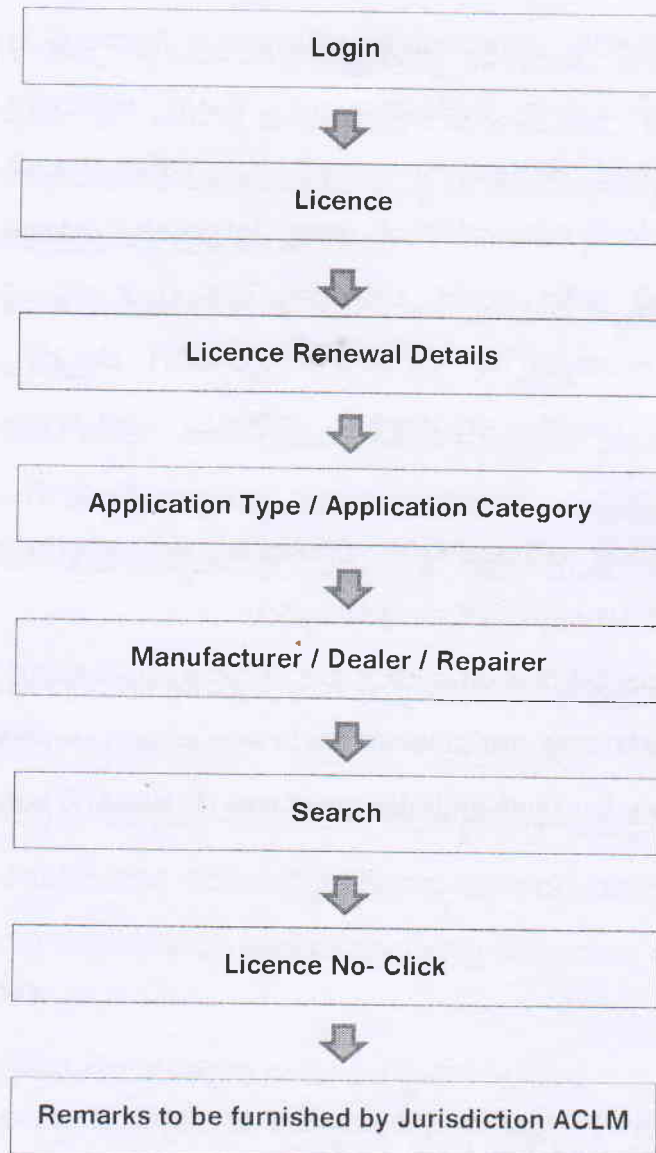 Login
Licence
Licence Renewal Details
Application Type / Application Category
Manufacturer / Dealer / Repairer
Search
Licence No- Click
Remarks to be furnished by Jurisdiction ACLM